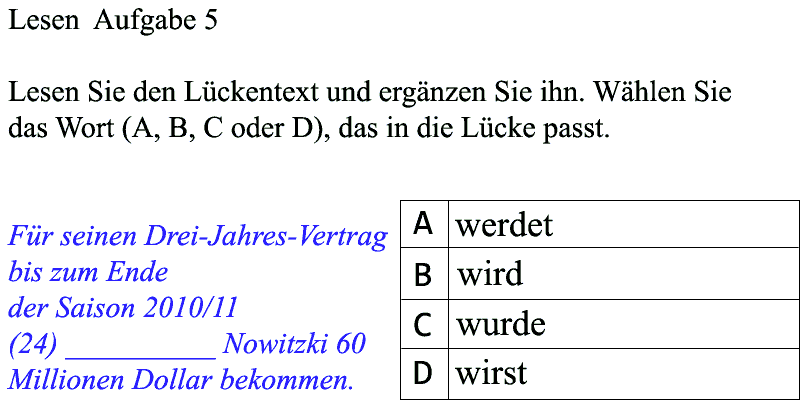 Lesen Aufgabe 5
Lesen Sie den Lückentext und ergänzen Sie ihn. Wählen Sie
das Wort (A, B, C oder D), das in die Lücke passt.
Für seinen Drei-Jahres-Vertrag
bis zum Ende
der Saison 2010/11
(24) __________ Nowitzki 60
Millionen Dollar bekommen.
A werdet
B wird
C wurde
D wirst